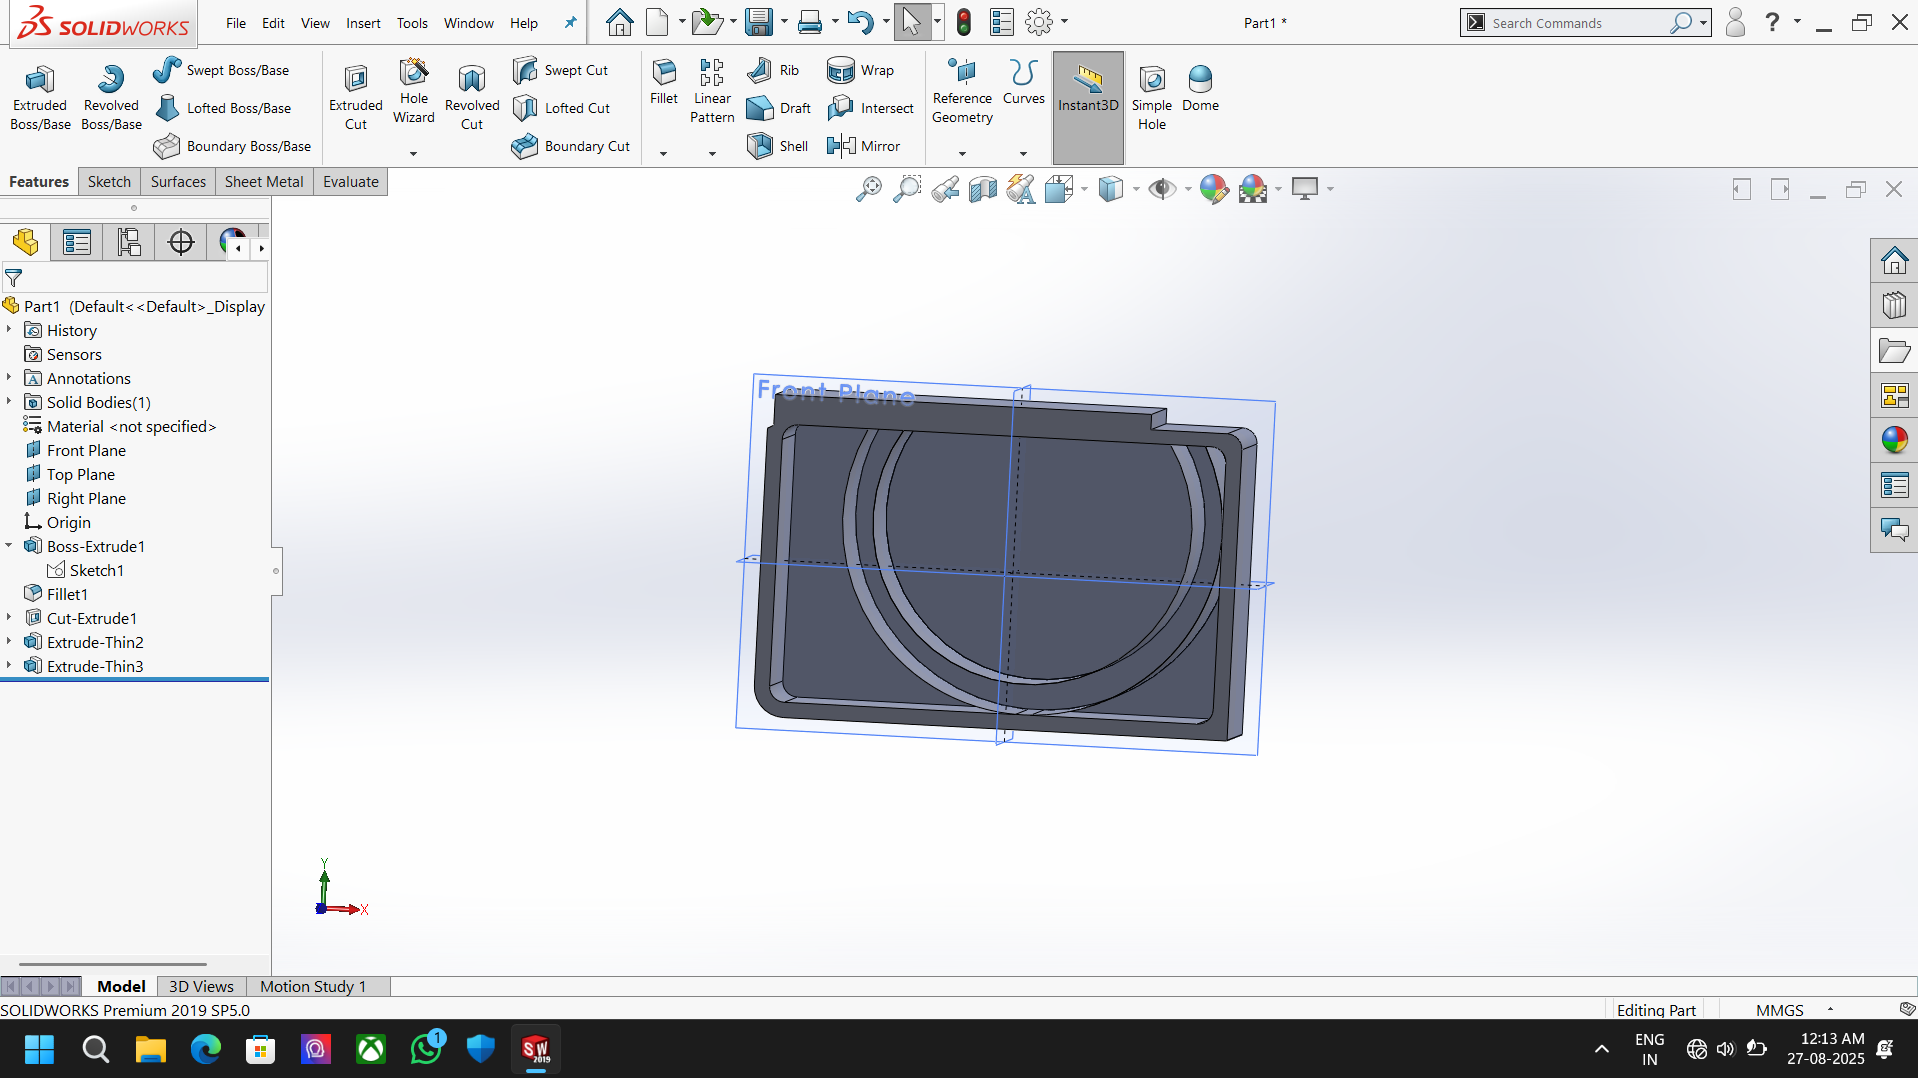 SOLIDWORKS
File Edit View Insert Tools Window Help
Part1 *
Search Commands
?
Extruded Boss/Base
Revolved Boss/Base
Swept Boss/Base
Lofted Boss/Base
Boundary Boss/Base
Extruded Cut
Hole Wizard
Revolved Cut
Swept Cut
Lofted Cut
Boundary Cut
Fillet
Linear Pattern
Rib
Draft
Shell
Wrap
Intersect
Mirror
Reference Geometry
Curves
Instant3D
Simple Hole
Dome
Features Sketch Surfaces Sheet Metal Evaluate
Part1 (Default<<Default>_Display
History
Sensors
Annotations
Solid Bodies(1)
Material <not specified>
Front Plane
Top Plane
Right Plane
Origin
Boss-Extrude1
Sketch1
Fillet1
Cut-Extrude1
Extrude-Thin2
Extrude-Thin3
Front Plane
Y
X
Model 3D Views Motion Study 1
SOLIDWORKS Premium 2019 SP5.0
Editing Part
MMGS
1
SW
2019
ENG
IN
12:13 AM
27-08-2025